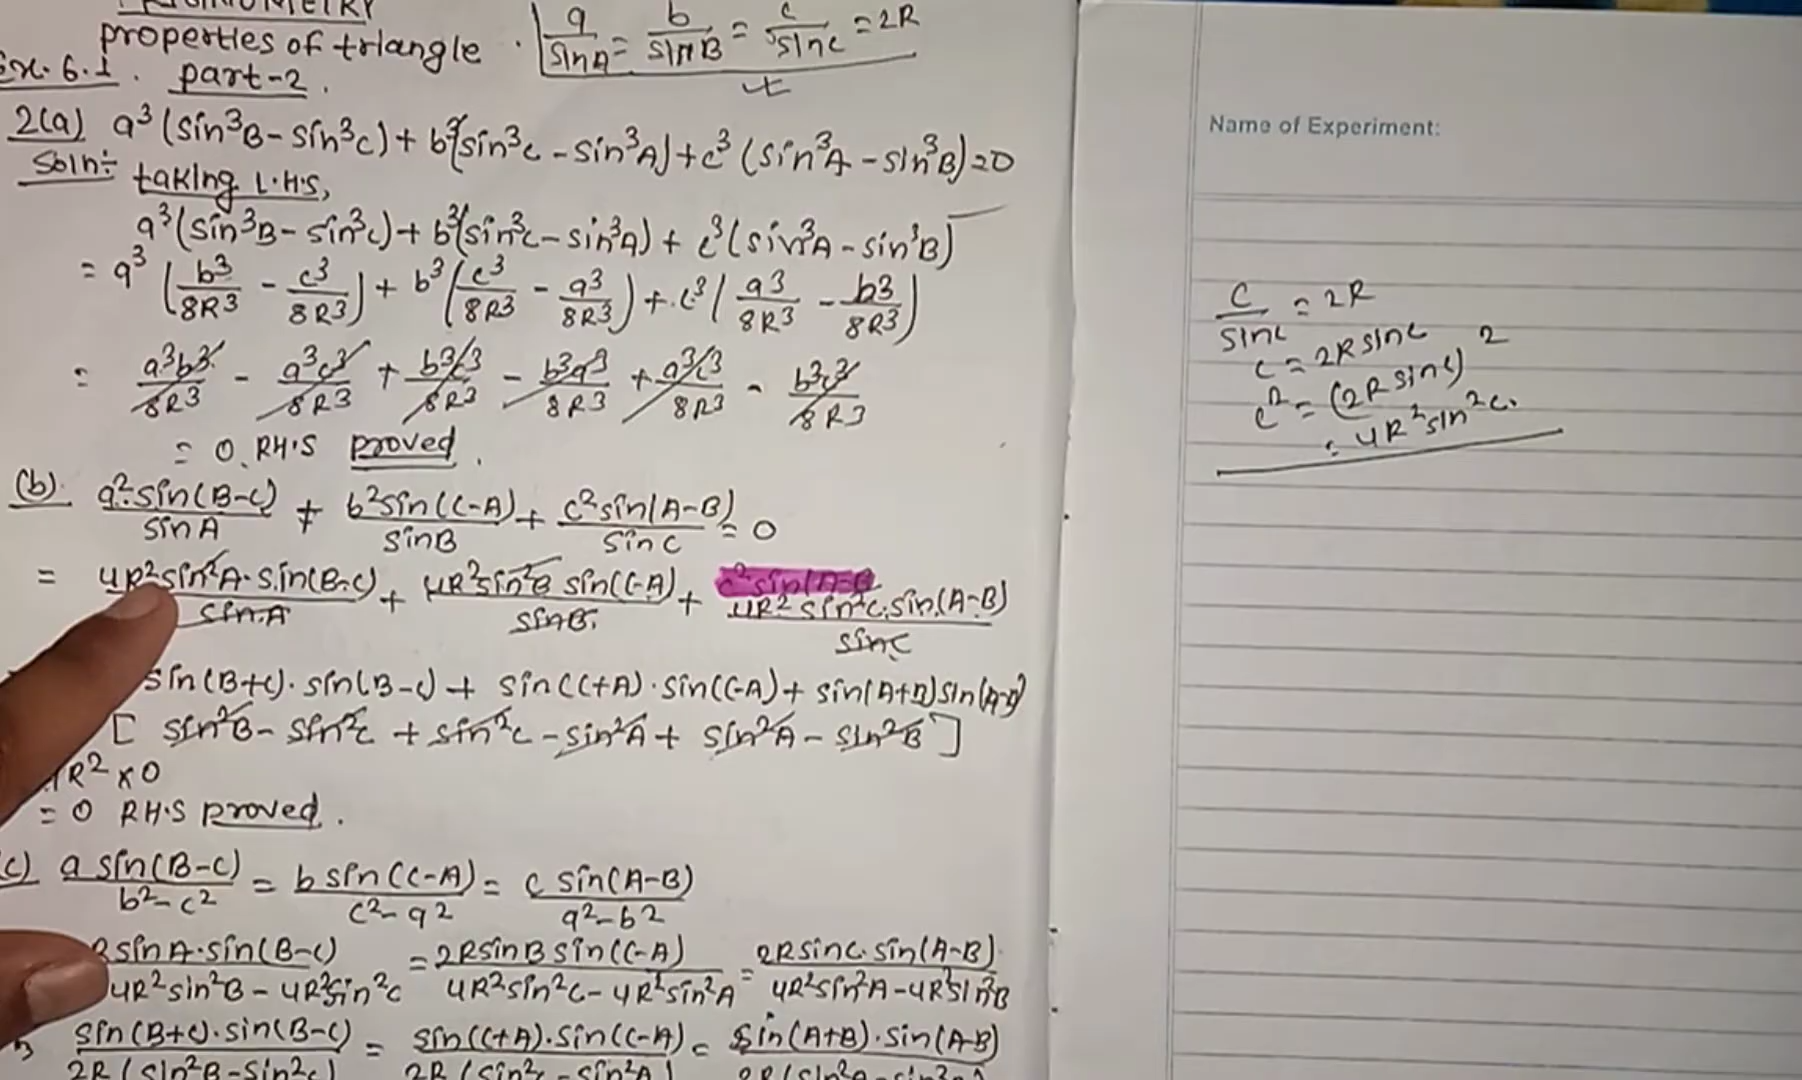 properties of triangle . a/sinA = b/sinB = c/sinC = 2R
Ex. 6.1. part-2.
2(a) a³(sin³B - sin³C) + b³(sin³C - sin³A) + c³(sin³A - sin³B) = 0
Soln:- taking L.H.S,
a³(sin³B - sin³C) + b³(sin³C - sin³A) + c³(sin³A - sin³B)
= a³(b³/8R³ - c³/8R³) + b³(c³/8R³ - a³/8R³) + c³(a³/8R³ - b³/8R³)
= a³b³/8R³ - a³c³/8R³ + b³c³/8R³ - b³a³/8R³ + a³c³/8R³ - b³c³/8R³
= 0 RH.S proved.
(b). a² sin(B-C)/sinA + b² sin(C-A)/sinB + c² sin(A-B)/sinC = 0
= 4R² sin²A . sin(B-C)/sinA + 4R² sin²B sin(C-A)/sinB + 4R² sin²C . sin(A-B)/sinC
sin(B+C) . sin(B-C) + sin(C+A) . sin(C-A) + sin(A+B) sin(A-B)
[ sin²B - sin²C + sin²C - sin²A + sin²A - sin²B ]
R² x 0
= 0 RH.S proved.
c) a sin(B-C)/b²-c² = b sin(C-A)/c²-a² = c sin(A-B)/a²-b²
R sinA . sin(B-C)/4R² sin²B - 4R² sin²C = 2R sinB sin(C-A)/4R² sin²C - 4R² sin²A = 2R sinC . sin(A-B)/4R² sin²A - 4R² sin²B
sin(B+C) . sin(B-C)/2R(sin²B - sin²C) = sin(C+A) . sin(C-A)/2R(sin²C - sin²A) = sin(A+B) . sin(A-B)
Name of Experiment:
c/sinC = 2R
c = 2R sinC
c² = (2R sinC)²
= 4R² sin²C.